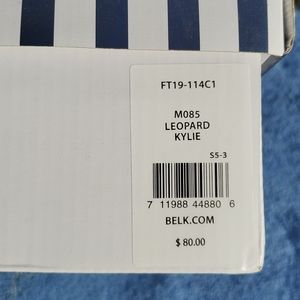 FT19-114C1
M085
LEOPARD
KYLIE
S5-3
7 11988 44880 6
BELK.COM
$ 80.00